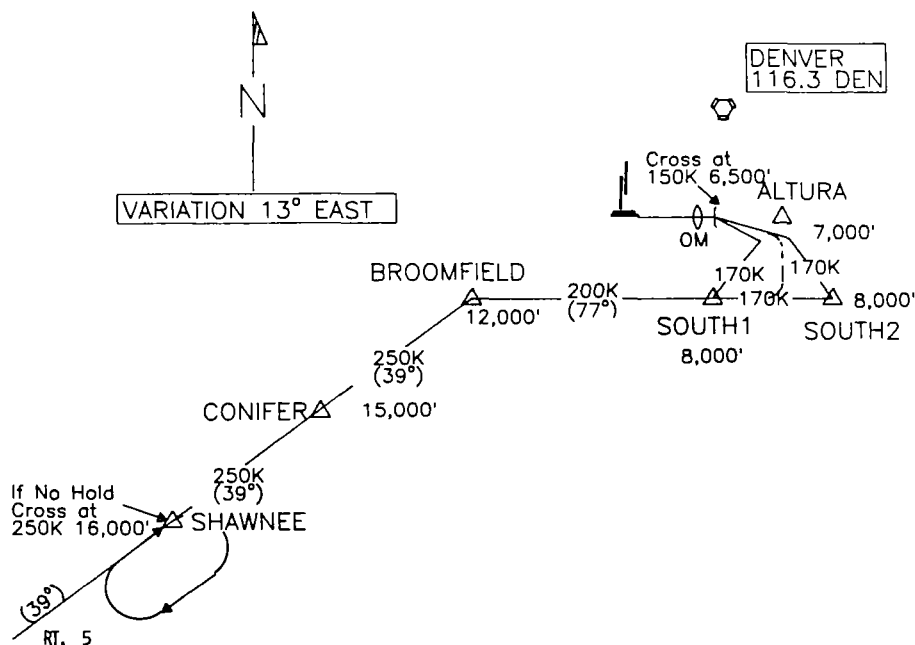 DENVER
116.3 DEN
N
VARIATION 13° EAST
Cross at
150K 6,500'
ALTURA
7,000'
OM
170K
170K
170K
BROOMFIELD
12,000'
200K
(77°)
SOUTH1
8,000'
8,000'
SOUTH2
250K
(39°)
CONIFER
15,000'
250K
(39°)
If No Hold
Cross at
250K 16,000'
SHAWNEE
(39°)
RT. 5